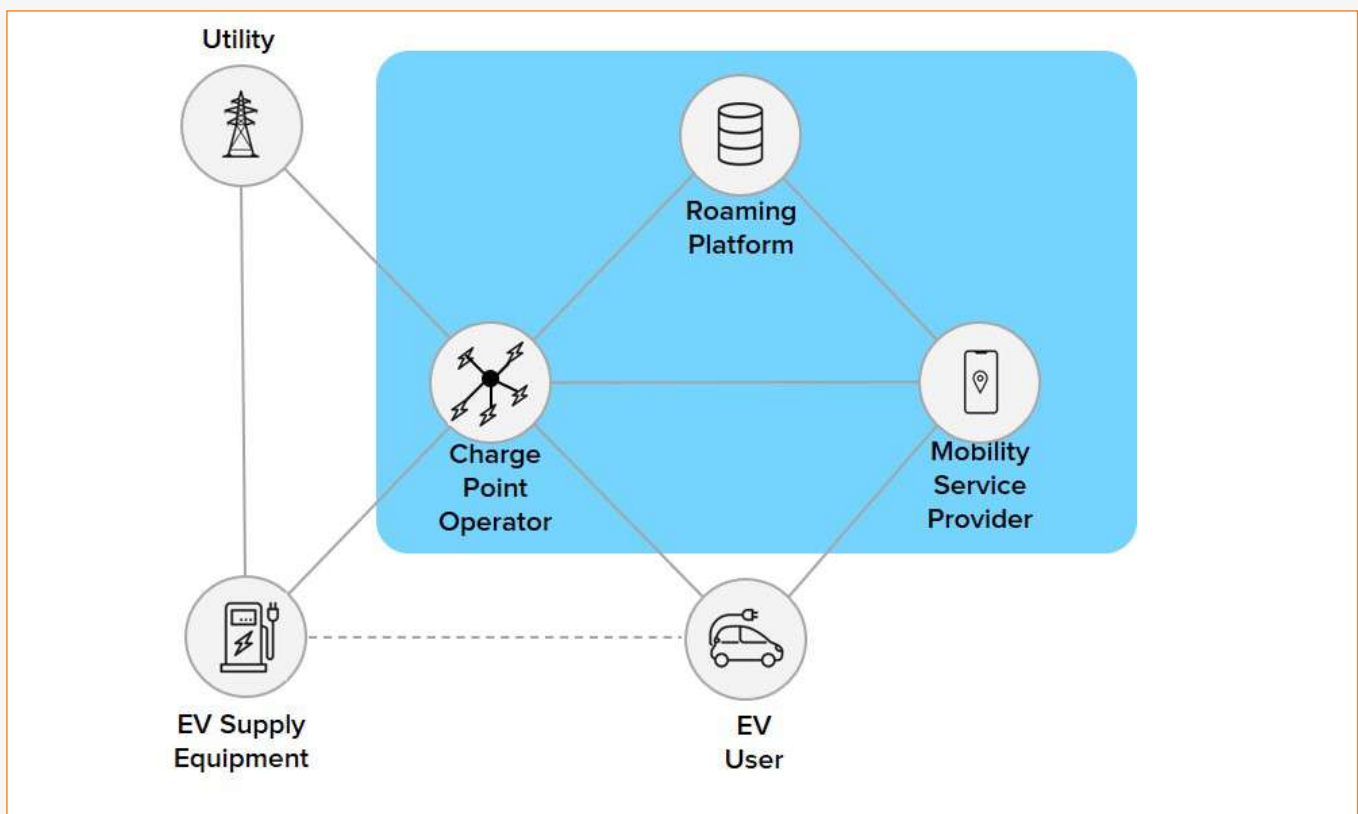 Utility
Roaming
Platform
Charge
Point
Operator
Mobility
Service
Provider
EV Supply
Equipment
EV
User